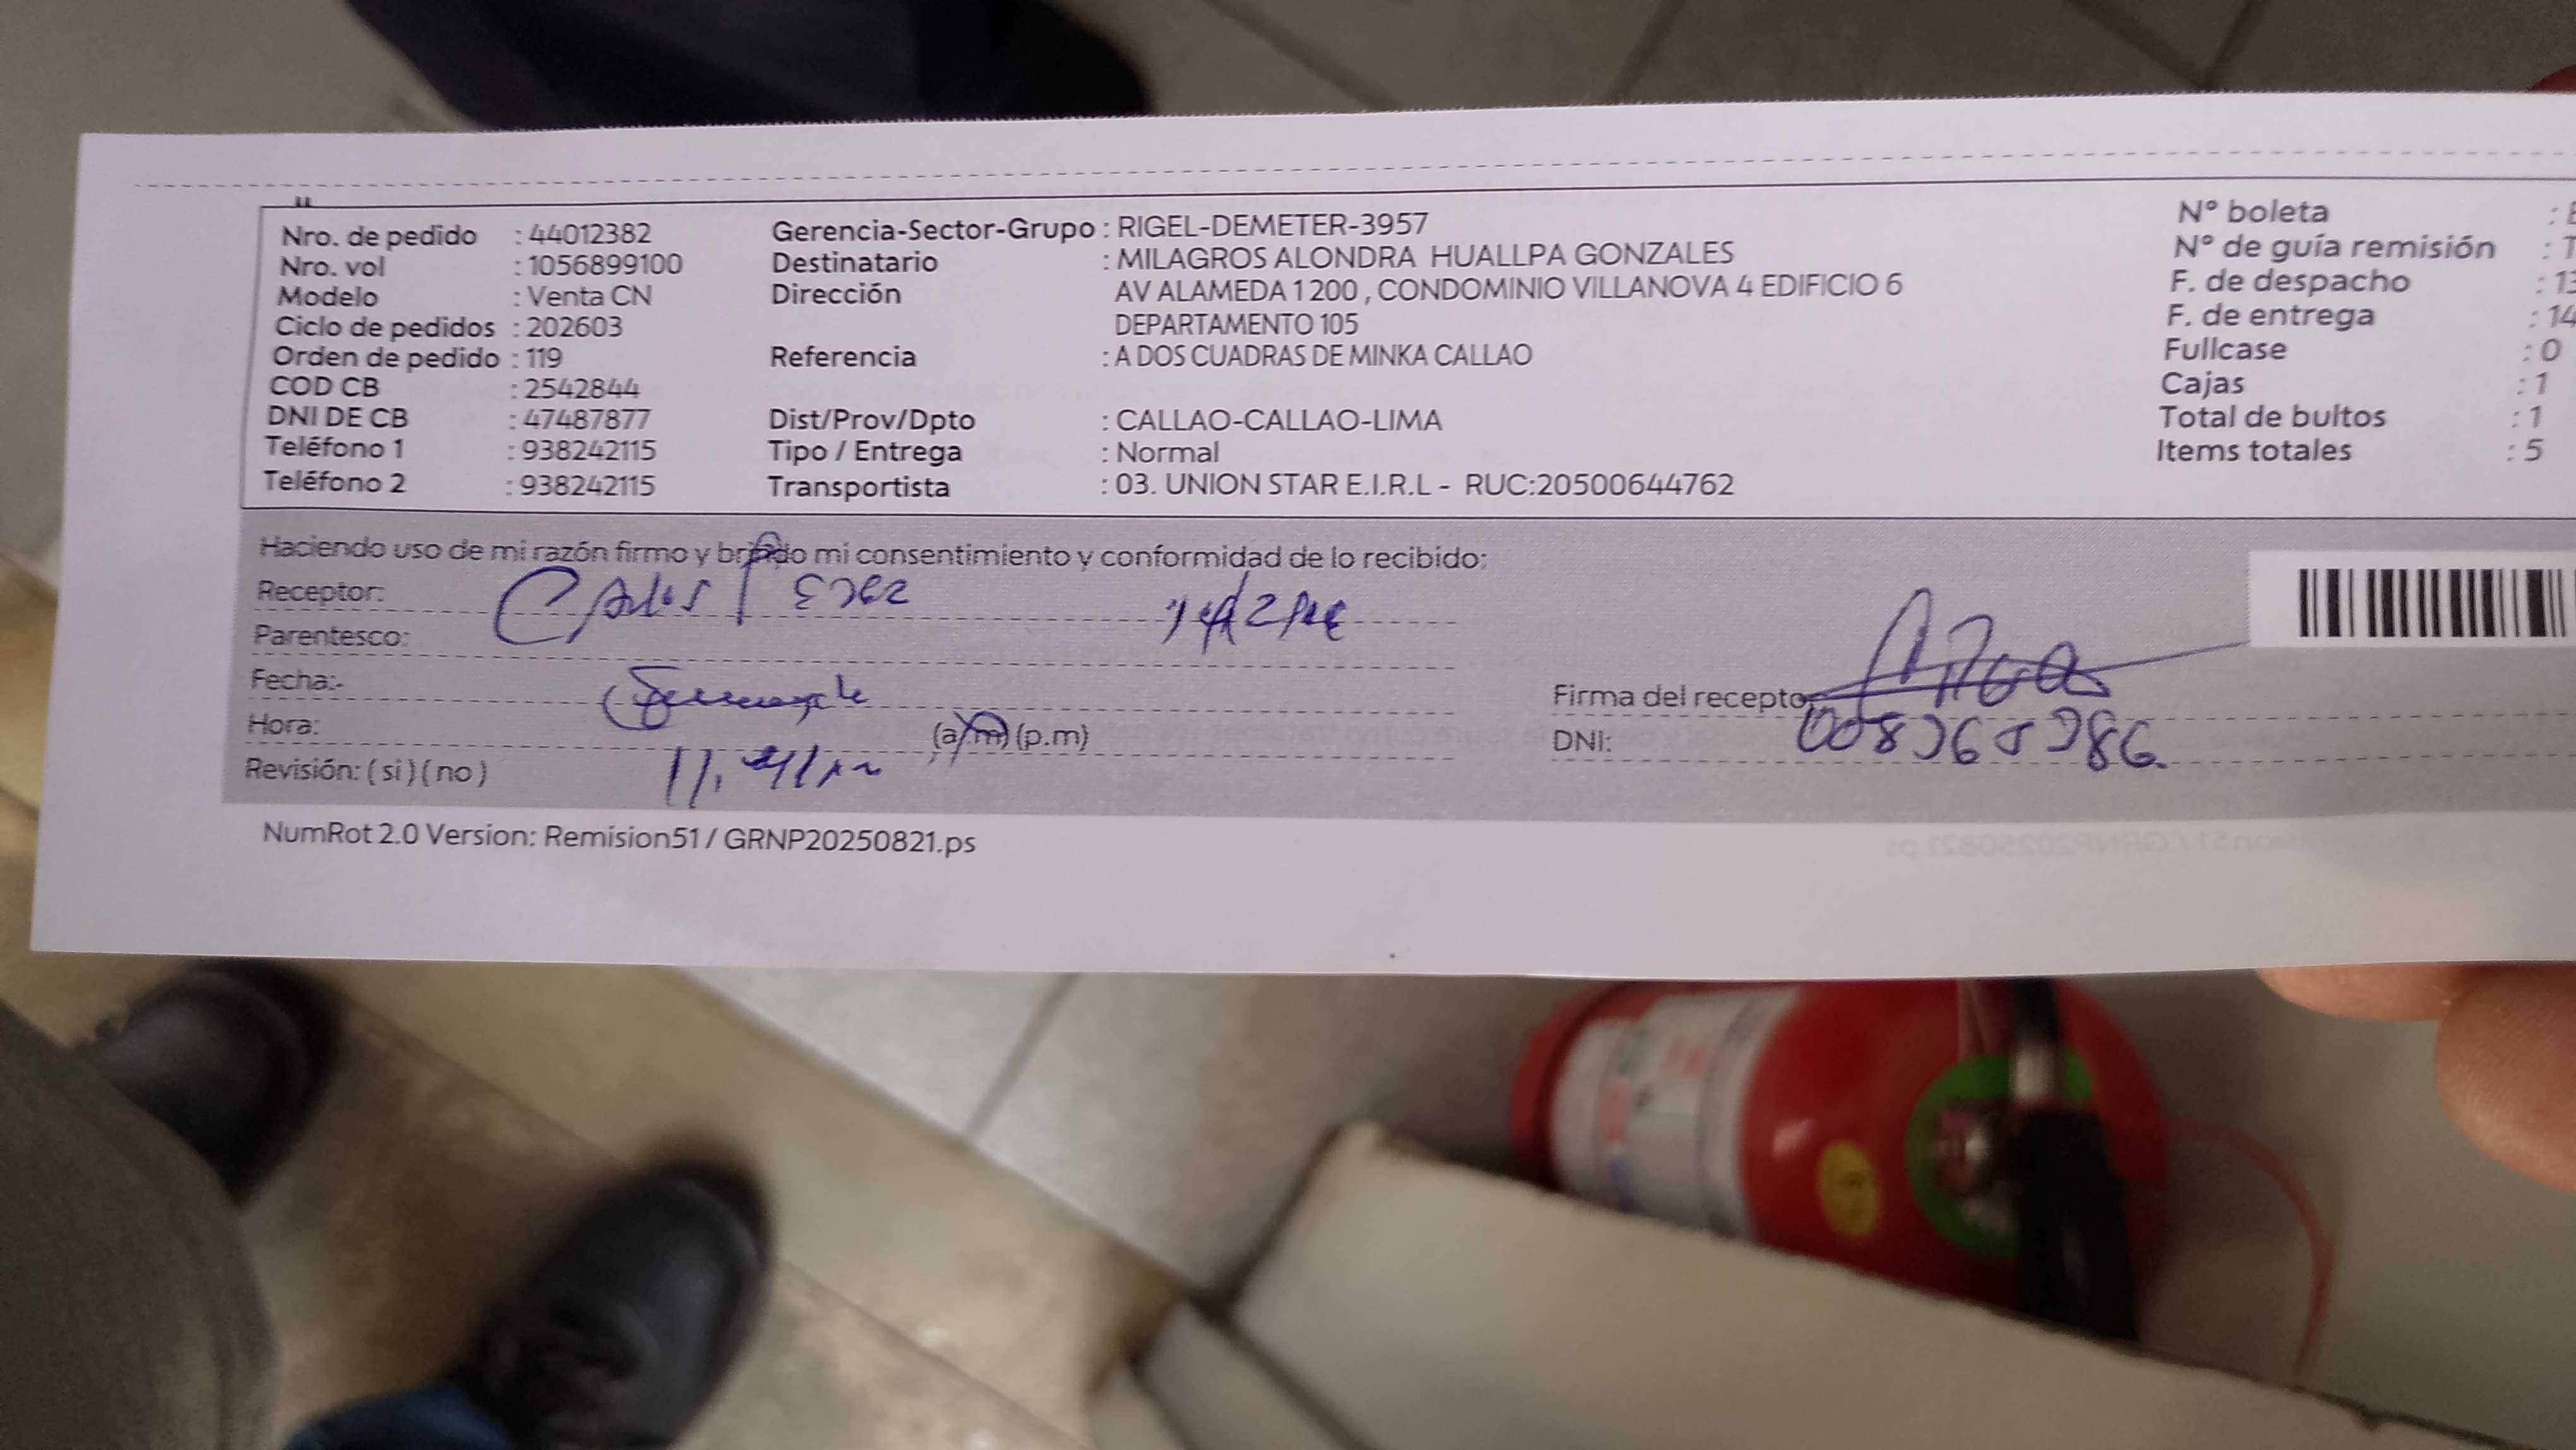 Nro. de pedido : 44012382
Nro. vol : 1056899100
Modelo : Venta CN
Ciclo de pedidos : 202603
Orden de pedido : 119
COD CB : 2542844
DNI DE CB : 47487877
Teléfono 1 : 938242115
Teléfono 2 : 938242115
Gerencia-Sector-Grupo : RIGEL-DEMETER-3957
Destinatario : MILAGROS ALONDRA HUALLPA GONZALES
Dirección AV ALAMEDA 1200 , CONDOMINIO VILLANOVA 4 EDIFICIO 6
DEPARTAMENTO 105
Referencia : A DOS CUADRAS DE MINKA CALLAO
Dist/Prov/Dpto : CALLAO-CALLAO-LIMA
Tipo / Entrega : Normal
Transportista : 03. UNION STAR E.I.R.L - RUC:20500644762
Nº boleta :
Nº de guía remisión :
F. de despacho : 13
F. de entrega : 14
Fullcase : 0
Cajas : 1
Total de bultos : 1
Items totales : 5
Haciendo uso de mi razón firmo y brindo mi consentimiento y conformidad de lo recibido:
Receptor:
Parentesco:
Fecha:
Hora: (a.m) (p.m)
Revisión: ( si ) ( no )
Firma del receptor
DNI:
NumRot 2.0 Version: Remision51 / GRNP20250821.ps